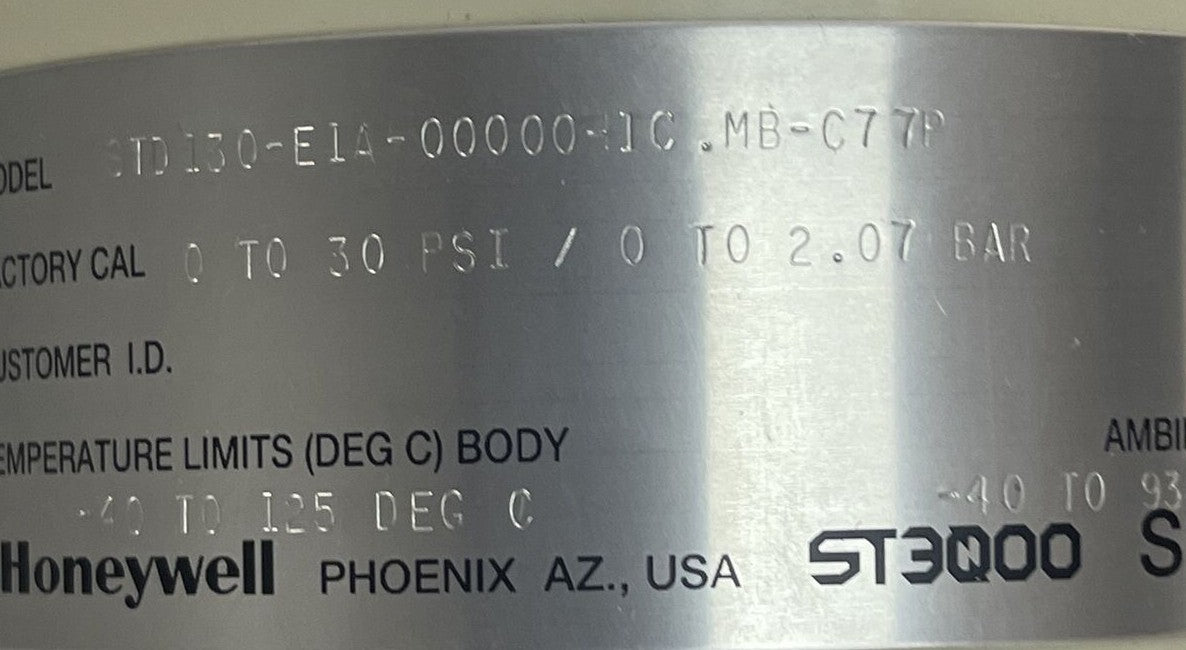 ODEL STD130-E1A-00000-1C.MB-C77P
ACTORY CAL 0 TO 30 PSI / 0 TO 2.07 BAR
USTOMER I.D.
EMPERATURE LIMITS (DEG C) BODY AMBI
-40 TO 125 DEG C -40 TO 93
Honeywell PHOENIX AZ., USA ST3000 S